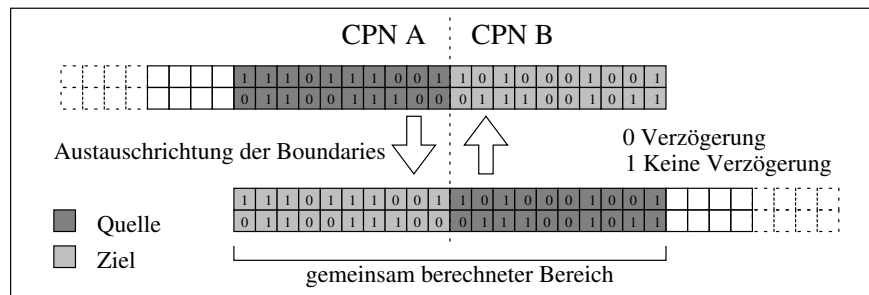 CPN A CPN B
1 1 1 0 1 1 1 0 0 1 1 0 1 0 0 0 1 0 0 1
0 1 1 0 0 1 1 1 0 0 0 1 1 1 0 0 1 0 1 1
Austauschrichtung der Boundaries
0 Verzögerung
1 Keine Verzögerung
1 1 1 0 1 1 1 0 0 1 1 0 1 0 0 0 1 0 0 1
0 1 1 0 0 1 1 1 0 0 0 1 1 1 0 0 1 0 1 1
Quelle
Ziel
gemeinsam berechneter Bereich